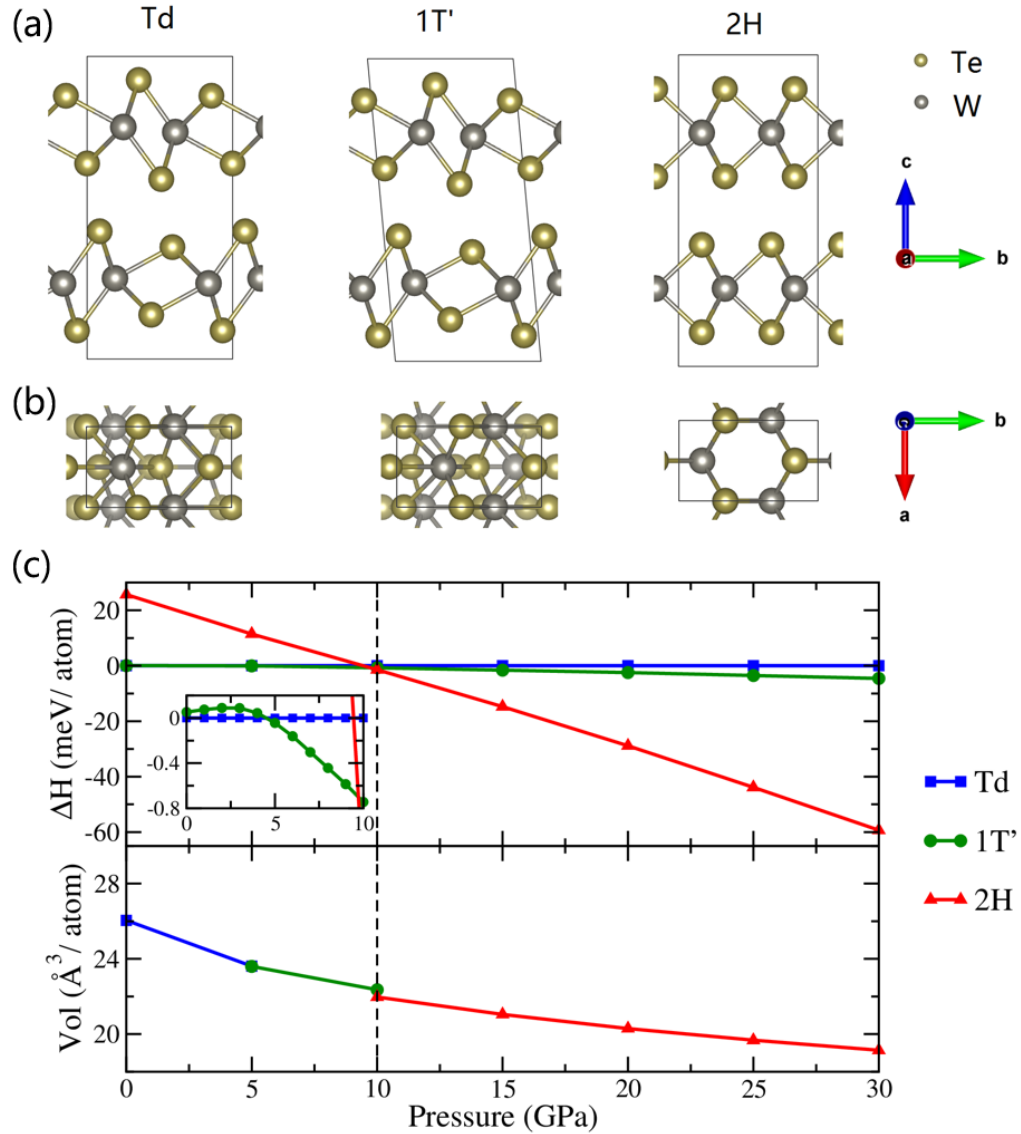 (a)
Td
1T'
2H
Te
W
c
a
b
(b)
b
a
(c)
20
0
-20
-40
-60
ΔH (meV/ atom)
0
-0.4
-0.8
0 5 10
Td
1T’
2H
28
24
20
Vol (Å³/ atom)
0 5 10 15 20 25 30
Pressure (GPa)